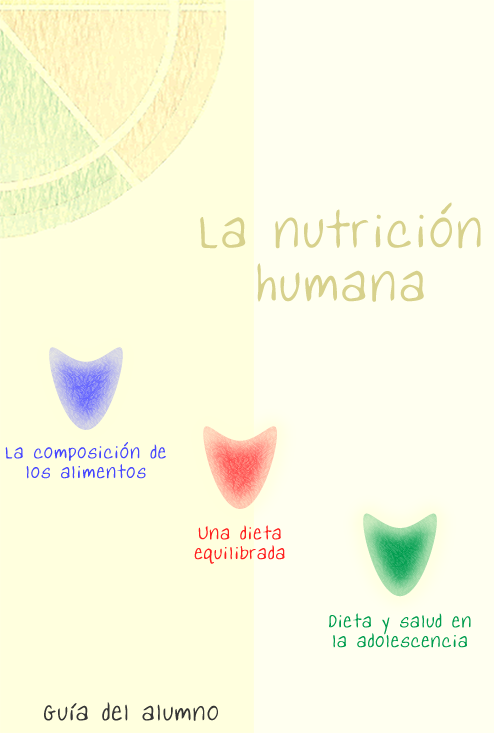 La nutrición
humana
La composición de
los alimentos
Una dieta
equilibrada
Dieta y salud en
la adolescencia
Guía del alumno